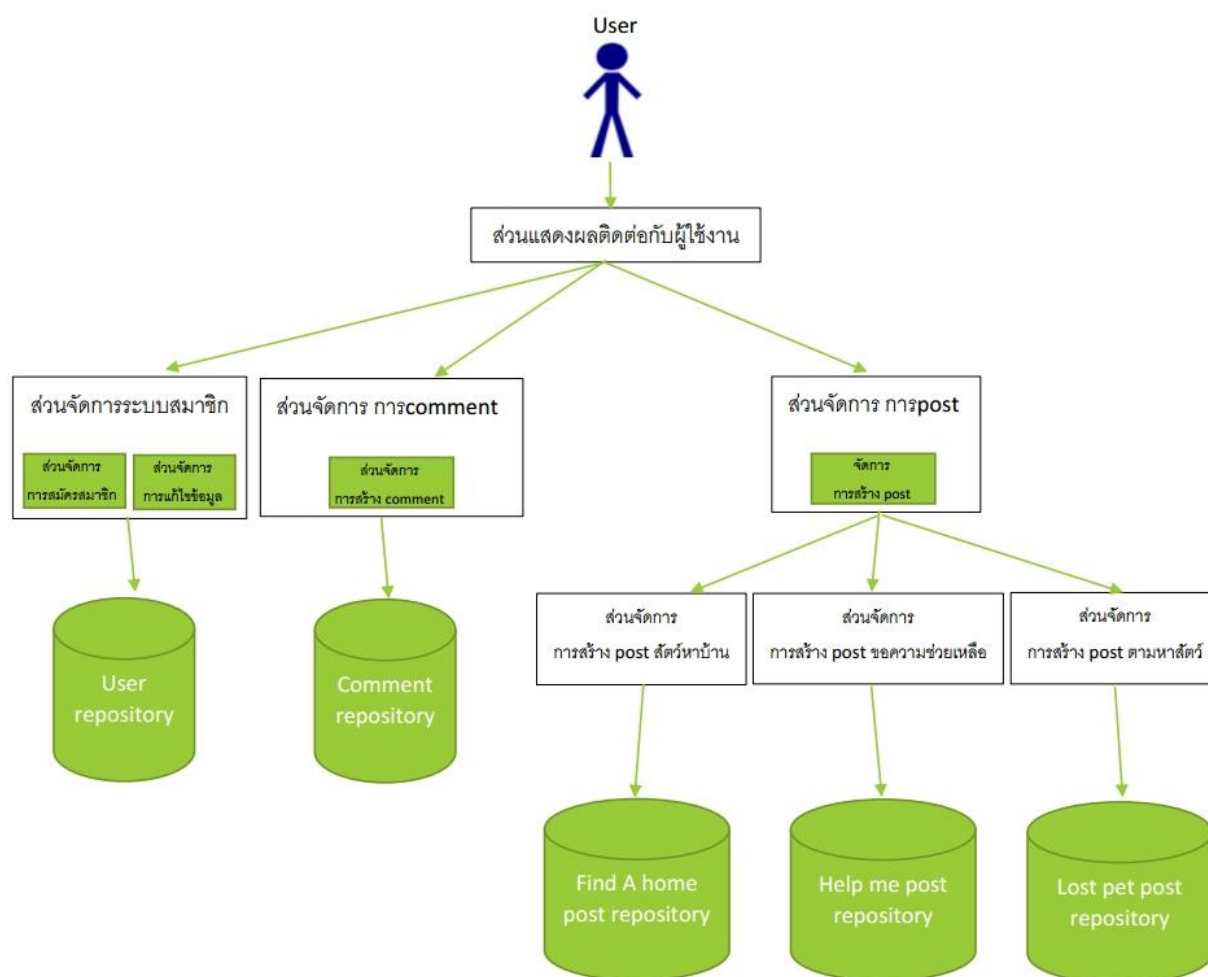 User
ส่วนแสดงผลติดต่อกับผู้ใช้งาน
ส่วนจัดการระบบสมาชิก
ส่วนจัดการ
การสมัครสมาชิก
ส่วนจัดการ
การแก้ไขข้อมูล
ส่วนจัดการ การcomment
ส่วนจัดการ
การสร้าง comment
ส่วนจัดการ การpost
จัดการ
การสร้าง post
User
repository
Comment
repository
ส่วนจัดการ
การสร้าง post สัตว์หาบ้าน
ส่วนจัดการ
การสร้าง post ขอความช่วยเหลือ
ส่วนจัดการ
การสร้าง post ตามหาสัตว์
Find A home
post repository
Help me post
repository
Lost pet post
repository